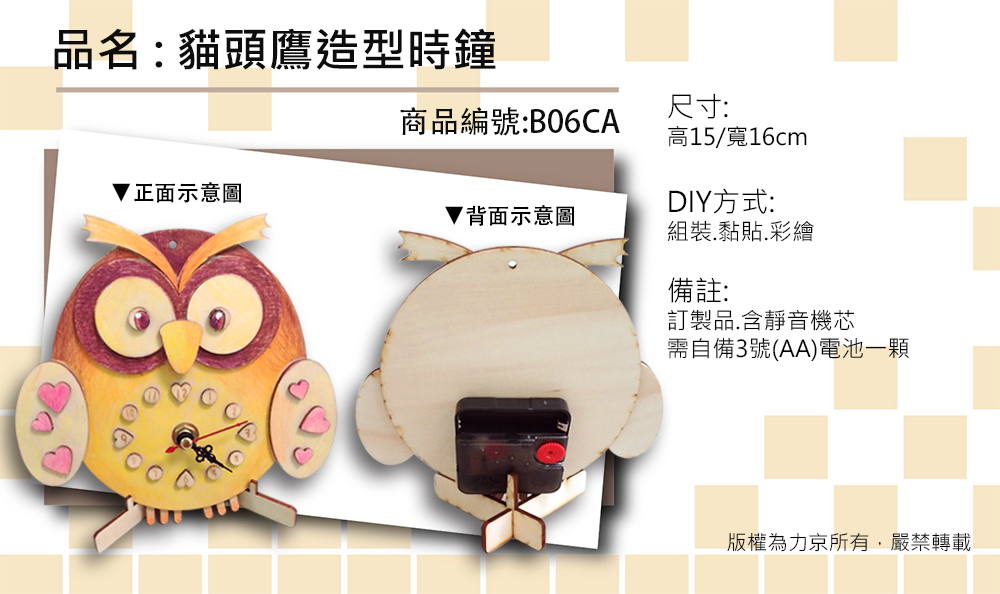 品名:貓頭鷹造型時鐘
商品編號:B06CA
▼正面示意圖
▼背面示意圖
尺寸:
高15/寬16cm
DIY方式:
組裝.黏貼.彩繪
備註:
訂製品.含靜音機芯
需自備3號(AA)電池一顆
版權為力京所有，嚴禁轉載